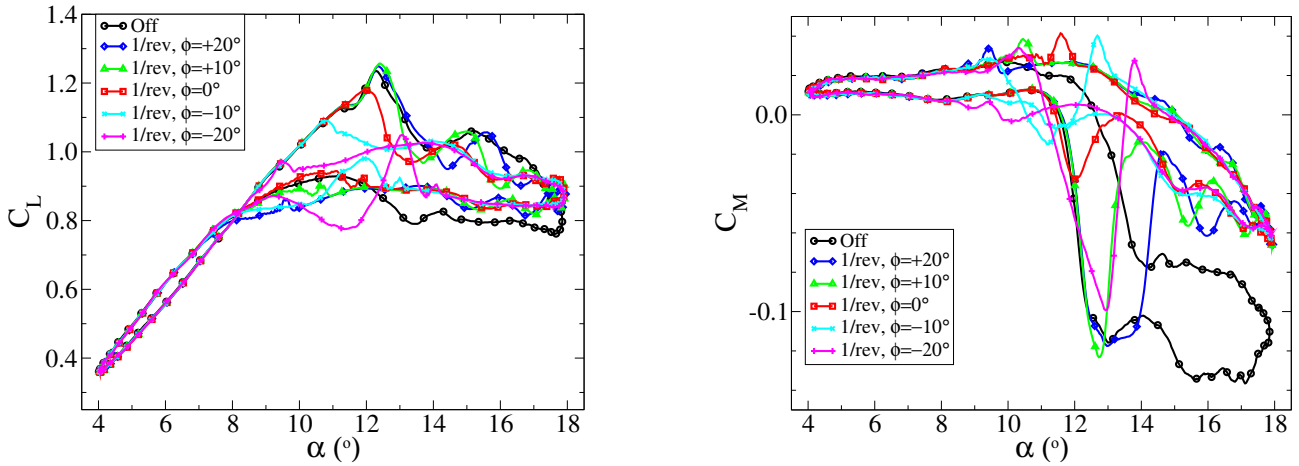 1.4
1.2
1.0
0.8
0.6
0.4
C_L
Off
1/rev, ϕ=+20°
1/rev, ϕ=+10°
1/rev, ϕ=0°
1/rev, ϕ=−10°
1/rev, ϕ=−20°
4 6 8 10 12 14 16 18
α (°)
0.0
-0.1
C_M
Off
1/rev, ϕ=+20°
1/rev, ϕ=+10°
1/rev, ϕ=0°
1/rev, ϕ=−10°
1/rev, ϕ=−20°
4 6 8 10 12 14 16 18
α (°)